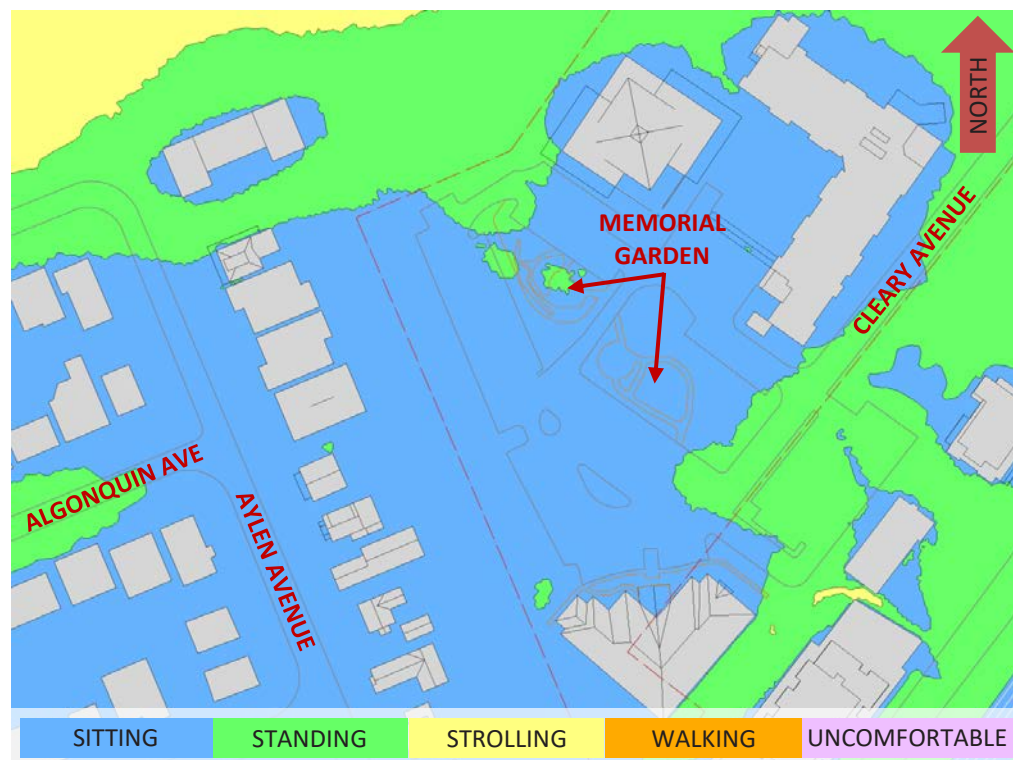 NORTH
MEMORIAL
GARDEN
CLEARY AVENUE
ALGONQUIN AVE
AYLEN AVENUE
SITTING
STANDING
STROLLING
WALKING
UNCOMFORTABLE